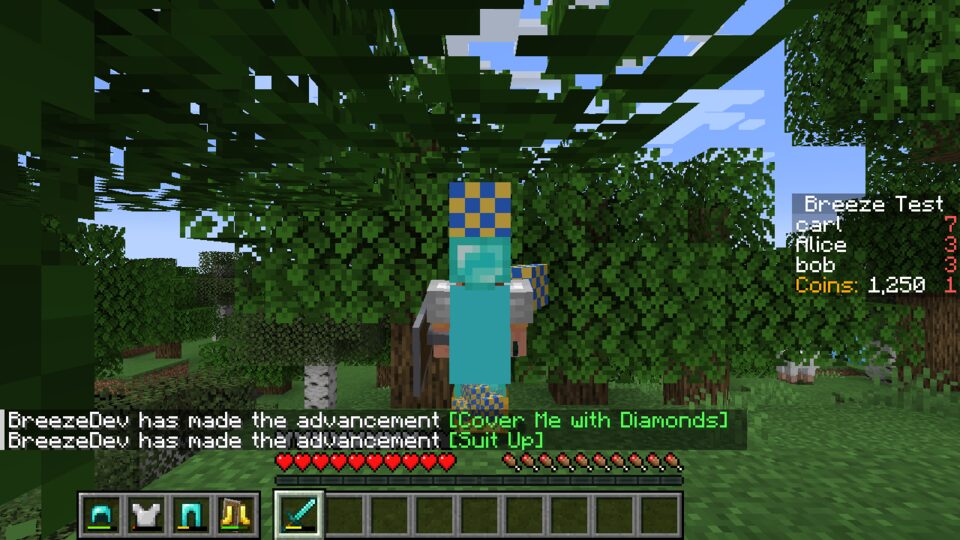 Breeze Test
carl 7
Alice 3
bob 3
Coins: 1,250 1
BreezeDev has made the advancement [Cover Me with Diamonds]
BreezeDev has made the advancement [Suit Up]